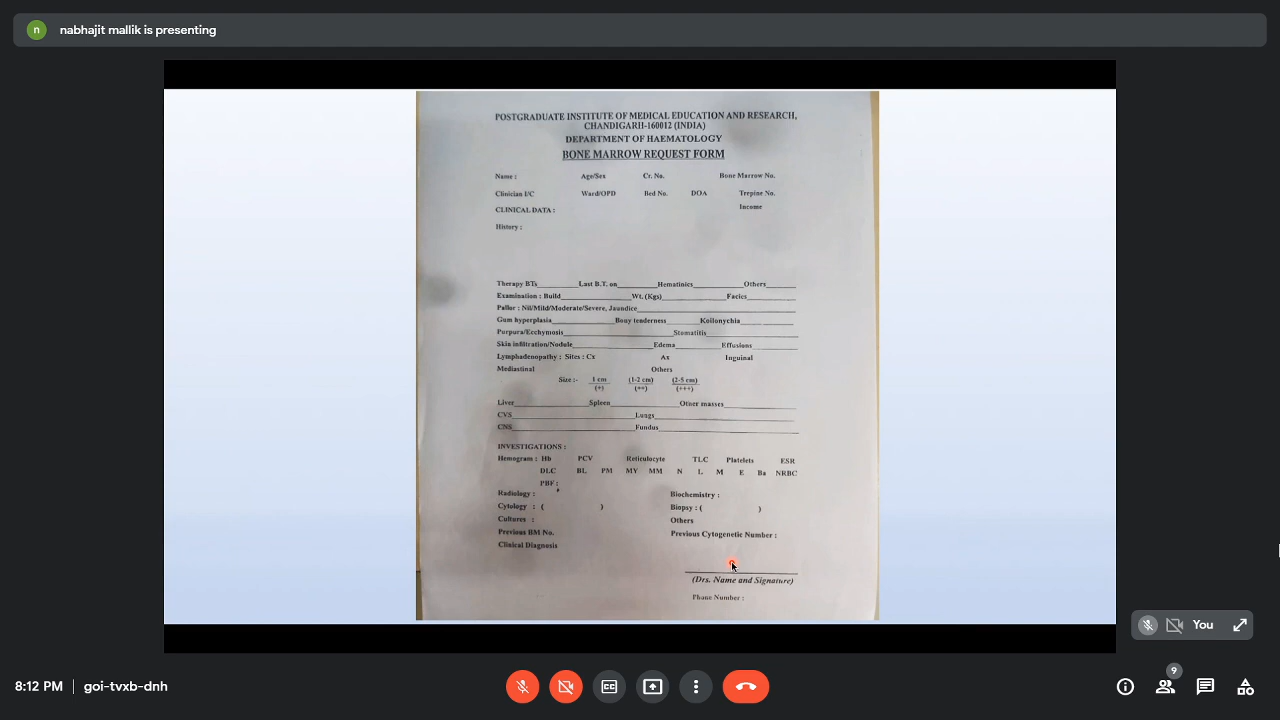 n
nabhajit mallik is presenting
POSTGRADUATE INSTITUTE OF MEDICAL EDUCATION AND RESEARCH,
CHANDIGARH-160012 (INDIA)
DEPARTMENT OF HAEMATOLOGY
BONE MARROW REQUEST FORM
Name : Age/Sex Cr. No. Bone Marrow No.
Clinician I/C Ward/OPD Bed No. DOA Trepine No.
Income
CLINICAL DATA :
History :
Therapy BTs Last B.T. on Hematinics Others
Examination : Build Wt. (Kgs) Facies
Pallor : Nil/Mild/Moderate/Severe, Jaundice
Gum hyperplasia Bony tenderness Koilonychia
Purpura/Ecchymosis Stomatitis
Skin infiltration/Nodule Edema Effusions
Lymphadenopathy : Sites : Cx Ax Inguinal
Mediastinal Others
Size :- 1 cm (1-2 cm) (2-5 cm)
(+) (++) (+++)
Liver Spleen Other masses
CVS Lungs
CNS Fundus
INVESTIGATIONS :
Hemogram : Hb PCV Reticulocyte TLC Platelets ESR
DLC BL PM MY MM N L M E Ba NRBC
PBF :
Radiology : Biochemistry :
Cytology : ( ) Biopsy : ( )
Cultures : Others
Previous BM No. Previous Cytogenetic Number :
Clinical Diagnosis
(Drs. Name and Signature)
Phone Number :
You
8:12 PM goi-tvxb-dnh
9